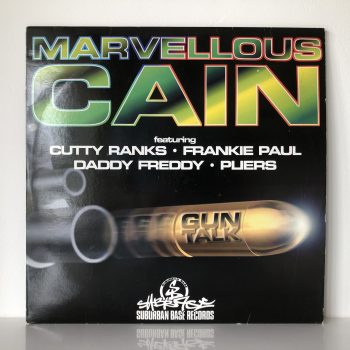 MARVELLOUS
CAIN
featuring
CUTTY RANKS • FRANKIE PAUL
DADDY FREDDY • PLIERS
GUN
TALK
SUBURBAN BASE RECORDS